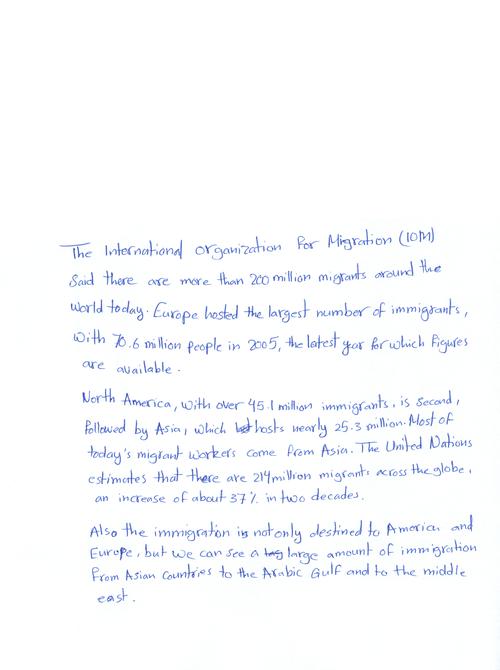 The International organization for Migration (IOM)
Said there are more than 200 million migrants around the
world today. Europe hosted the largest number of immigrants,
with 70.6 million people in 2005, the latest year for which figures
are available.
North America, with over 45.1 million immigrants, is second,
followed by Asia, which hosts nearly 25.3 million. Most of
today's migrant workers come from Asia. The United Nations
estimates that there are 214 million migrants across the globe,
an increase of about 37% in two decades.
Also the immigration is not only destined to America and
Europe, but we can see a large amount of immigration
from Asian countries to the Arabic Gulf and to the middle
east.